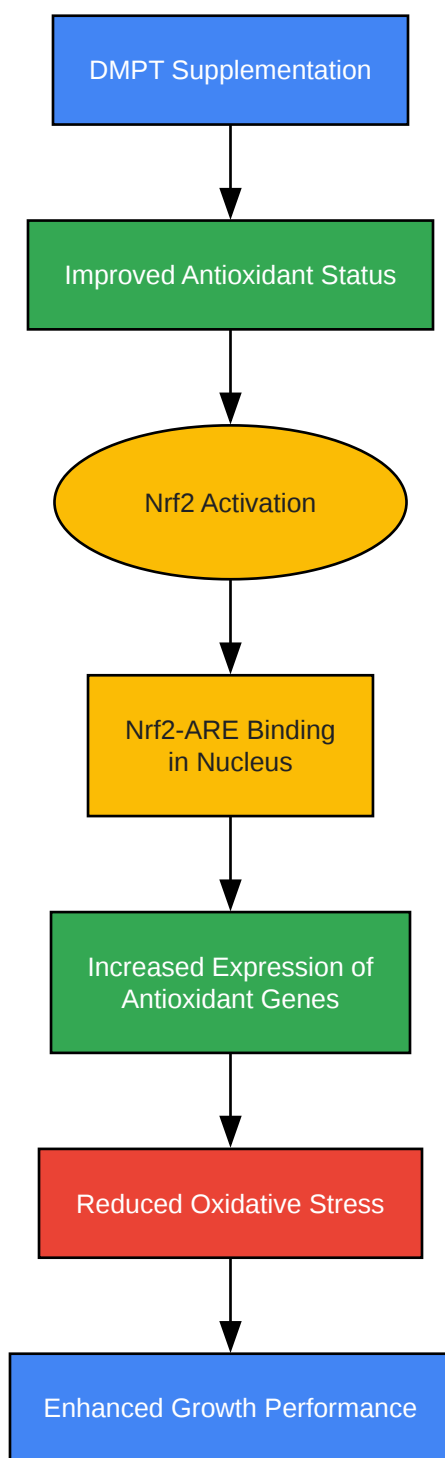 DMPT Supplementation
Improved Antioxidant Status
Nrf2 Activation
Nrf2-ARE Binding
in Nucleus
Increased Expression of
Antioxidant Genes
Reduced Oxidative Stress
Enhanced Growth Performance